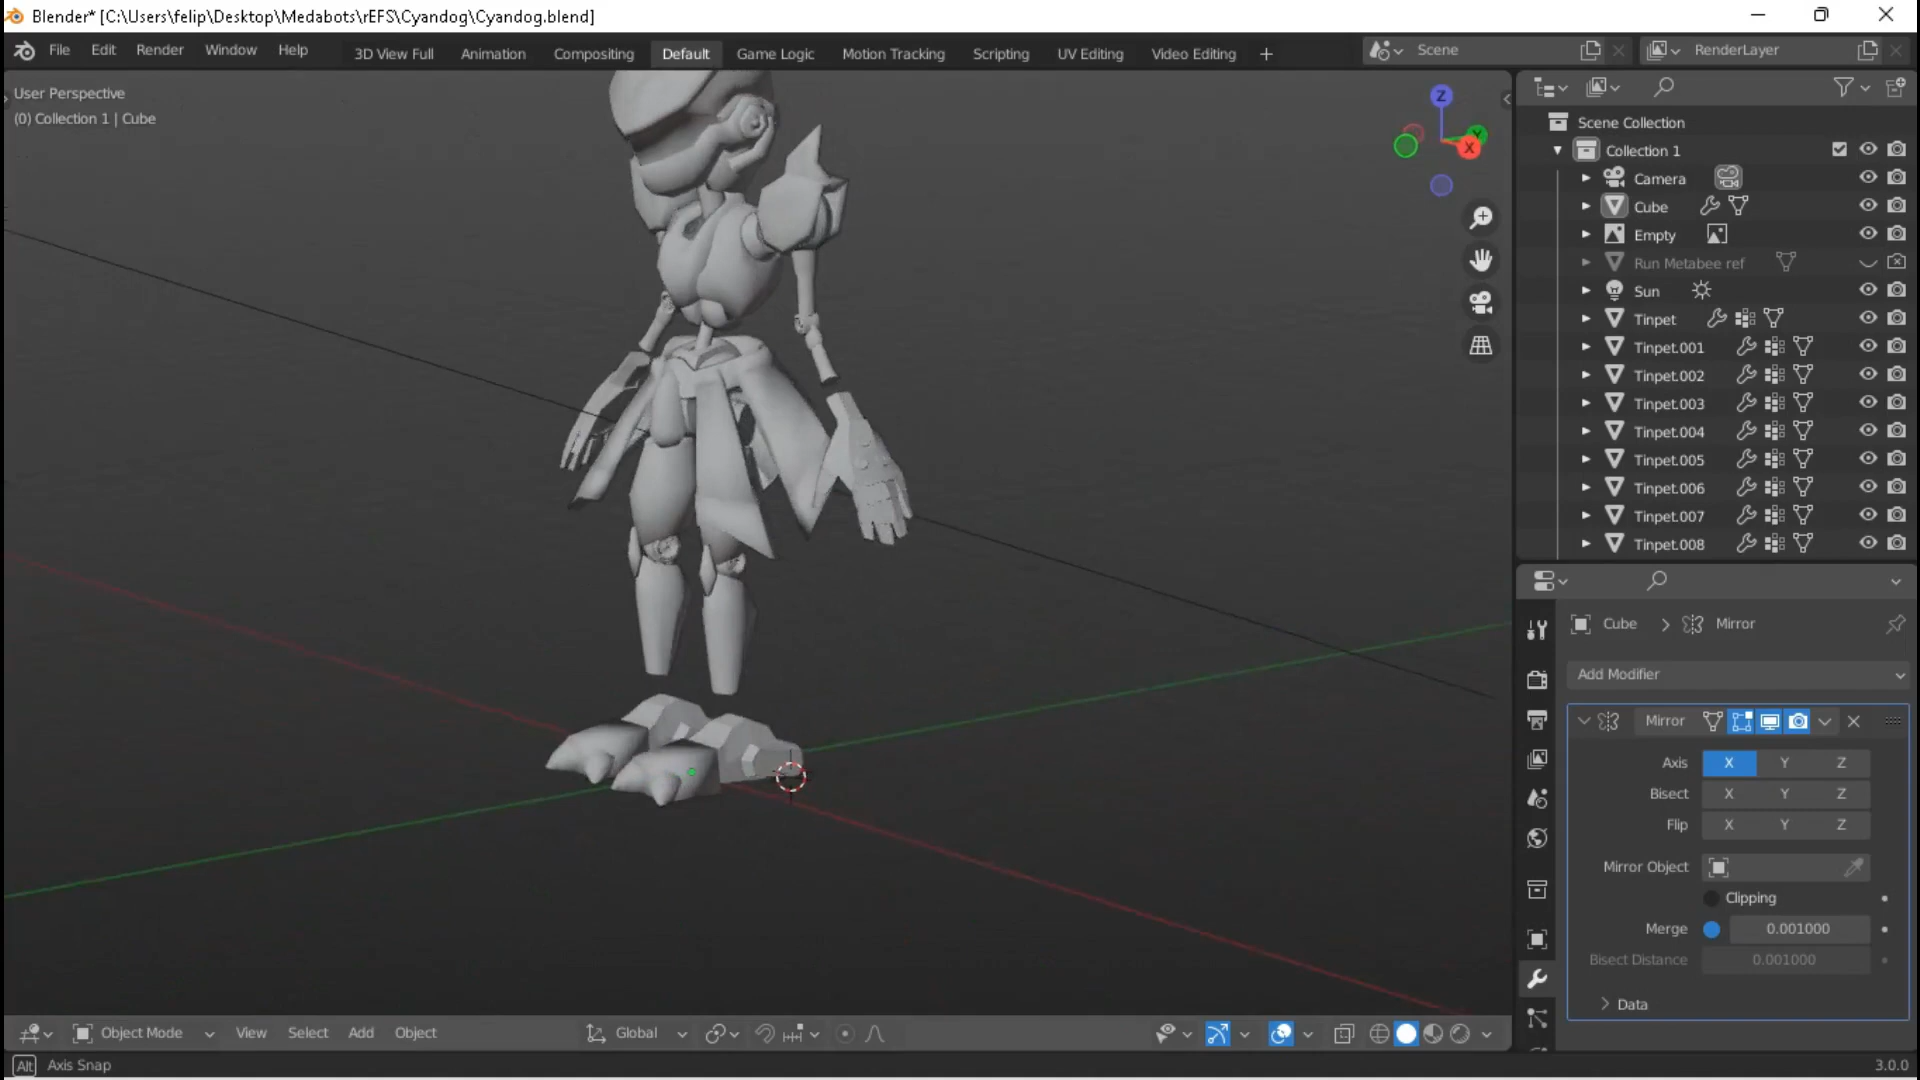 Blender* [C:\Users\felip\Desktop\Medabots\rEFS\Cyandog\Cyandog.blend]
File Edit Render Window Help
3D View Full Animation Compositing Default Game Logic Motion Tracking Scripting UV Editing Video Editing +
Scene
RenderLayer
User Perspective
(0) Collection 1 | Cube
Z
Y
X
Scene Collection
Collection 1
Camera
Cube
Empty
Run Metabee ref
Sun
Tinpet
Tinpet.001
Tinpet.002
Tinpet.003
Tinpet.004
Tinpet.005
Tinpet.006
Tinpet.007
Tinpet.008
Cube > Mirror
Add Modifier
Mirror
Axis X Y Z
Bisect X Y Z
Flip X Y Z
Mirror Object
Clipping
Merge 0.001000
Bisect Distance 0.001000
Data
Object Mode View Select Add Object
Global
Alt Axis Snap
3.0.0